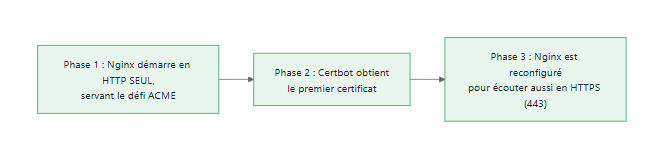 Phase 1 : Nginx démarre en
HTTP SEUL,
servant le défi ACME
Phase 2 : Certbot obtient
le premier certificat
Phase 3 : Nginx est
reconfiguré
pour écouter aussi en HTTPS
(443)